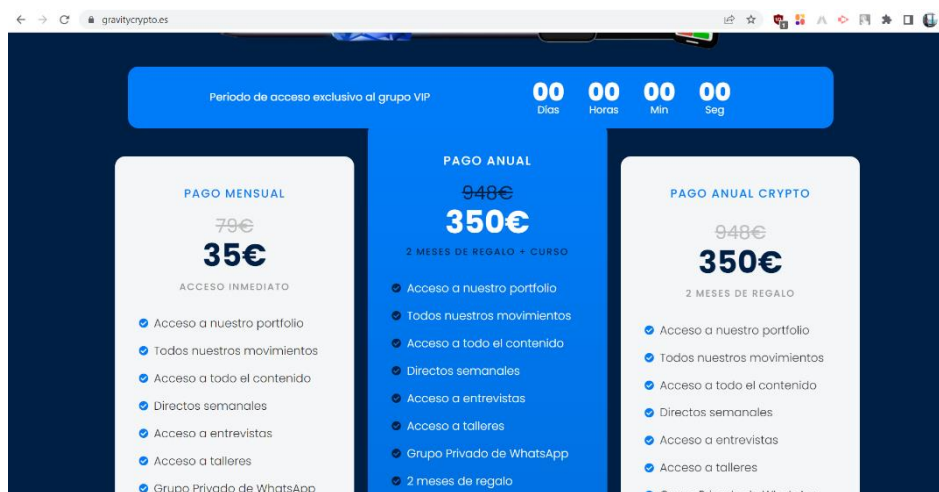 gravitycrypto.es
Periodo de acceso exclusivo al grupo VIP
00 00 00 00
Días Horas Min Seg
PAGO MENSUAL
79€
35€
ACCESO INMEDIATO
Acceso a nuestro portfolio
Todos nuestros movimientos
Acceso a todo el contenido
Directos semanales
Acceso a entrevistas
Acceso a talleres
Grupo Privado de WhatsApp
PAGO ANUAL
948€
350€
2 MESES DE REGALO + CURSO
Acceso a nuestro portfolio
Todos nuestros movimientos
Acceso a todo el contenido
Directos semanales
Acceso a entrevistas
Acceso a talleres
Grupo Privado de WhatsApp
2 meses de regalo
PAGO ANUAL CRYPTO
948€
350€
2 MESES DE REGALO
Acceso a nuestro portfolio
Todos nuestros movimientos
Acceso a todo el contenido
Directos semanales
Acceso a entrevistas
Acceso a talleres